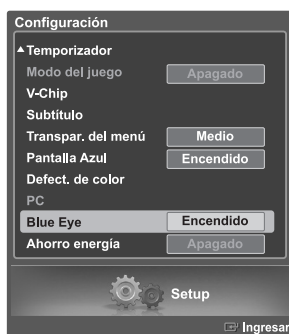 Configuración
▲Temporizador
Modo del juego Apagado
V-Chip
Subtítulo
Transpar. del menú Medio
Pantalla Azul Encendido
Defect. de color
PC
Blue Eye Encendido
Ahorro energía Apagado
Setup
Ingresar